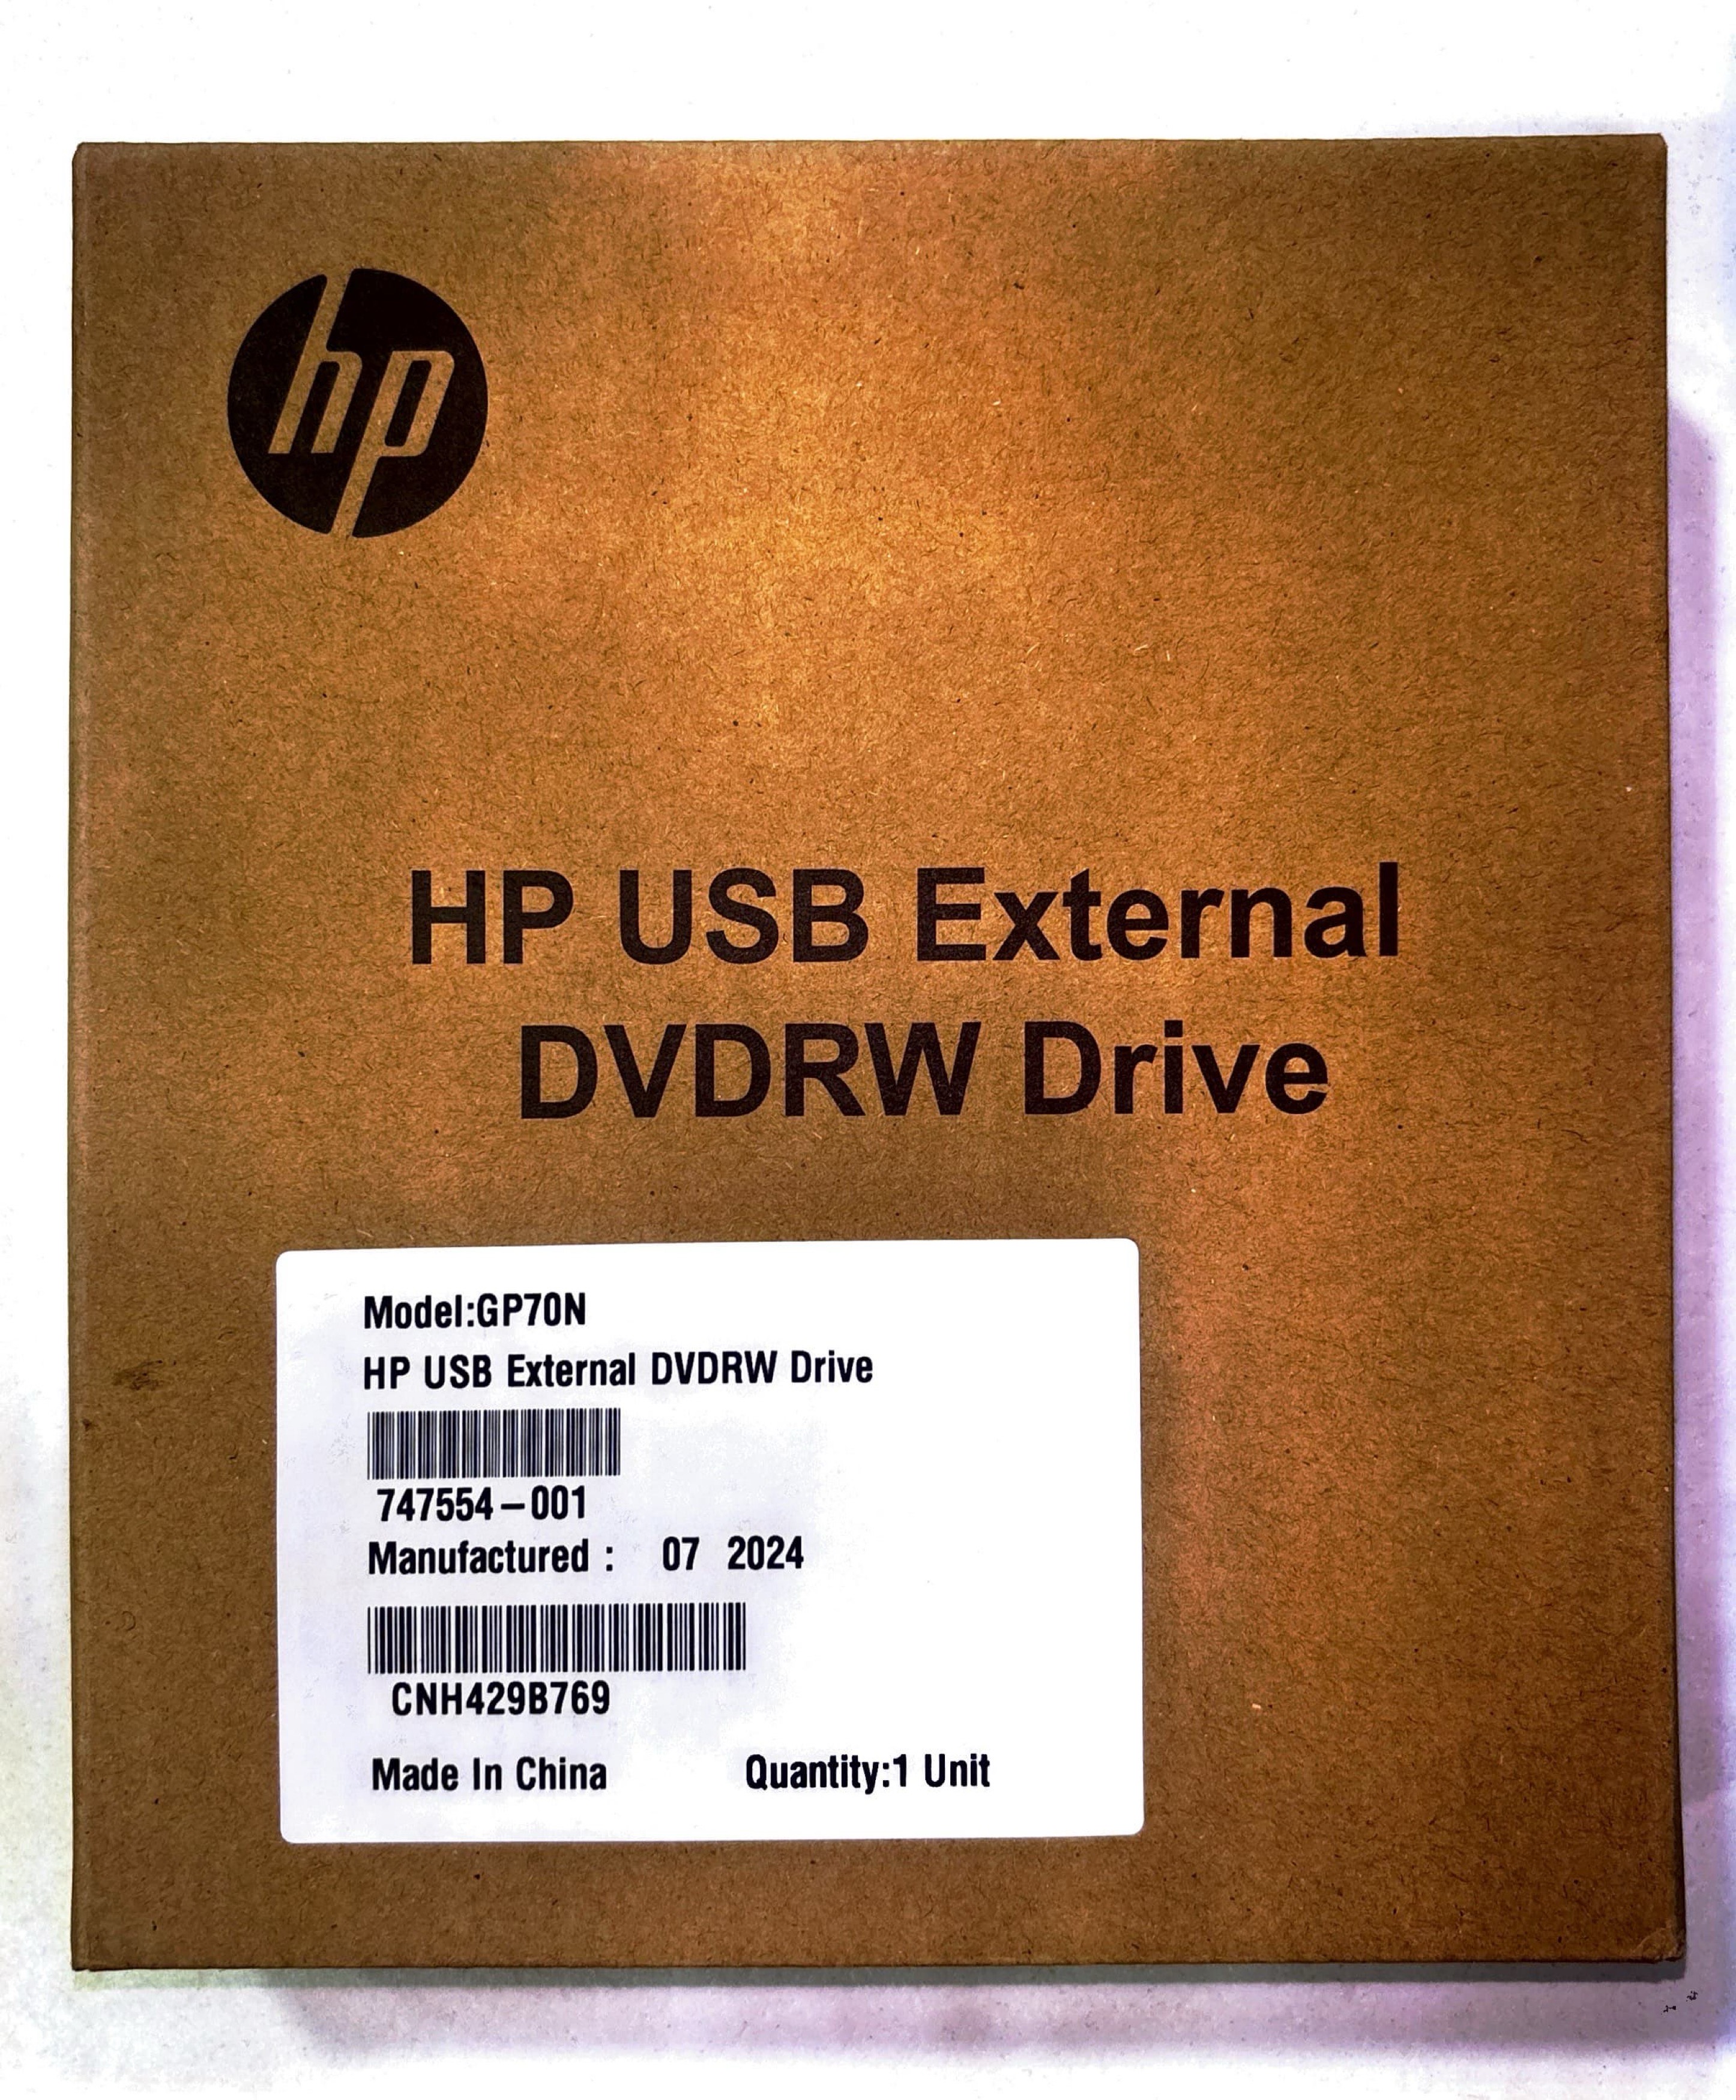 hp
HP USB External
DVDRW Drive
Model:GP70N
HP USB External DVDRW Drive
747554-001
Manufactured : 07 2024
CNH429B769
Made In China Quantity:1 Unit